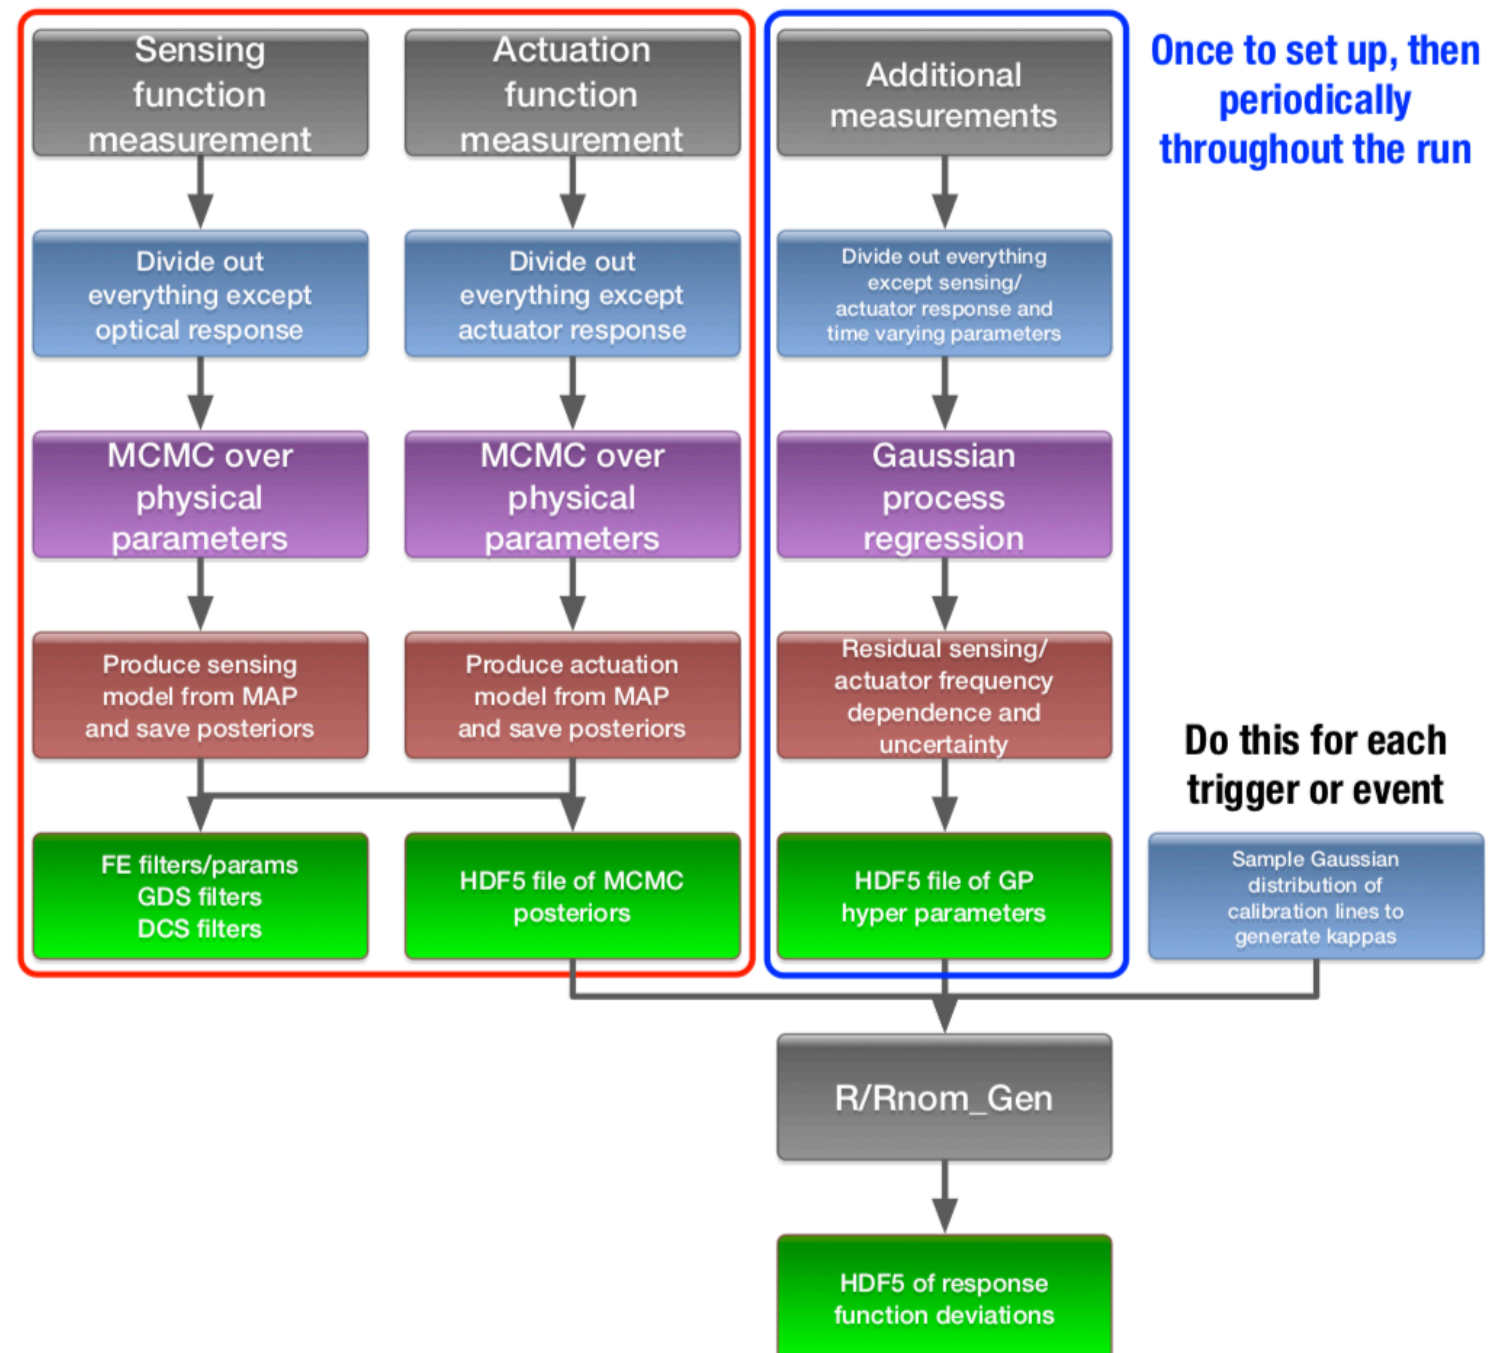 Sensing
function
measurement
Actuation
function
measurement
Additional
measurements
Once to set up, then
periodically
throughout the run
Divide out
everything except
optical response
Divide out
everything except
actuator response
Divide out everything
except sensing/
actuator response and
time varying parameters
MCMC over
physical
parameters
MCMC over
physical
parameters
Gaussian
process
regression
Produce sensing
model from MAP
and save posteriors
Produce actuation
model from MAP
and save posteriors
Residual sensing/
actuator frequency
dependence and
uncertainty
Do this for each
trigger or event
FE filters/params
GDS filters
DCS filters
HDF5 file of MCMC
posteriors
HDF5 file of GP
hyper parameters
Sample Gaussian
distribution of
calibration lines to
generate kappas
R/Rnom_Gen
HDF5 of response
function deviations